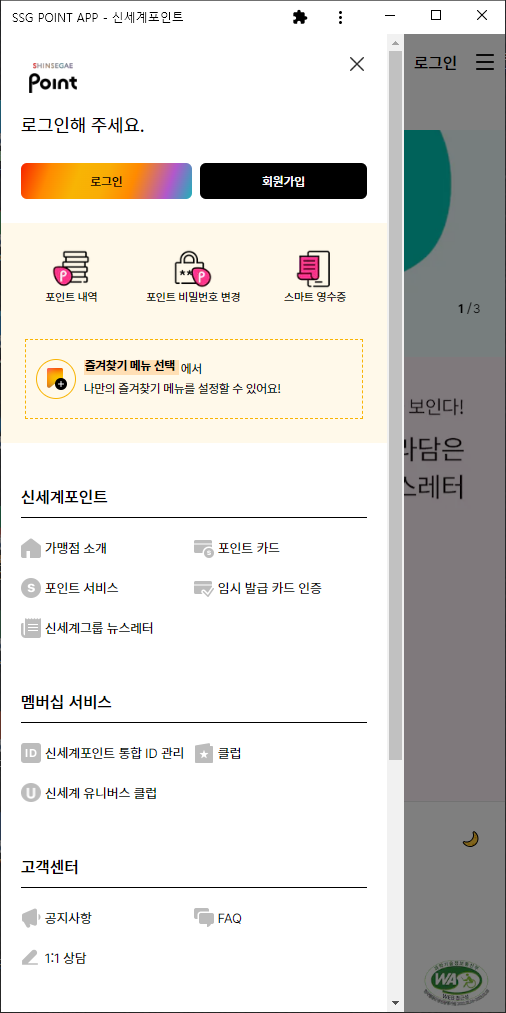 SSG POINT APP - 신세계포인트
SHINSEGAE
Point
로그인
로그인해 주세요.
로그인
회원가입
포인트 내역
포인트 비밀번호 변경
스마트 영수증
1 / 3
즐겨찾기 메뉴 선택 에서
나만의 즐겨찾기 메뉴를 설정할 수 있어요!
보인다!
라담은
스레터
신세계포인트
가맹점 소개
포인트 카드
포인트 서비스
임시 발급 카드 인증
신세계그룹 뉴스레터
멤버십 서비스
ID 신세계포인트 통합 ID 관리
클럽
U 신세계 유니버스 클럽
고객센터
공지사항
FAQ
1:1 상담
WA
WEB 접근성